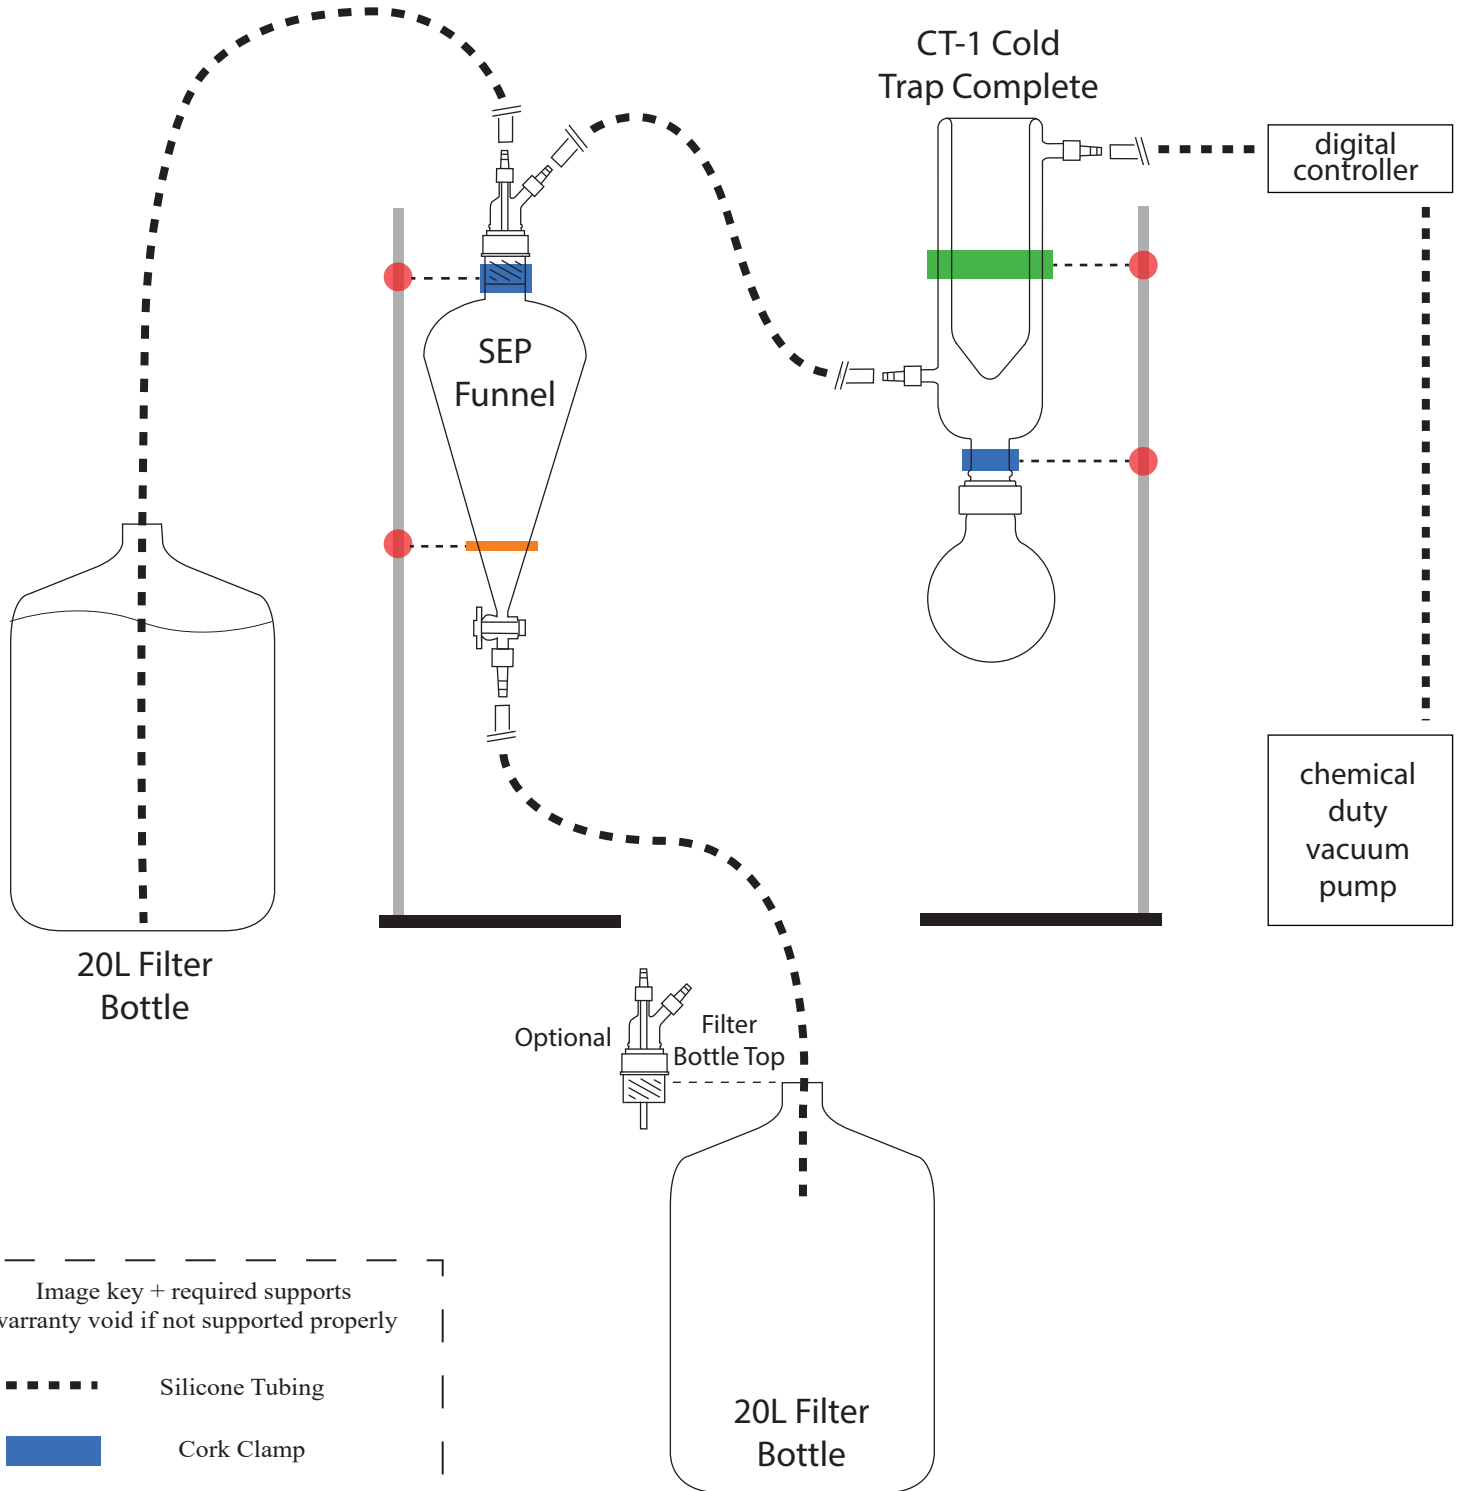 CT-1 Cold
Trap Complete
digital
controller
SEP
Funnel
chemical
duty
vacuum
pump
20L Filter
Bottle
Optional
Filter
Bottle Top
Image key + required supports
warranty void if not supported properly
Silicone Tubing
Cork Clamp
20L Filter
Bottle